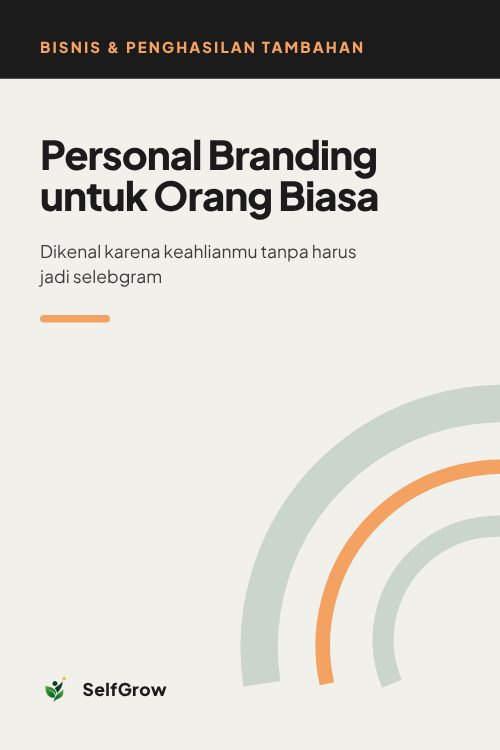 BISNIS & PENGHASILAN TAMBAHAN
Personal Branding
untuk Orang Biasa
Dikenal karena keahlianmu tanpa harus
jadi selebgram
SelfGrow